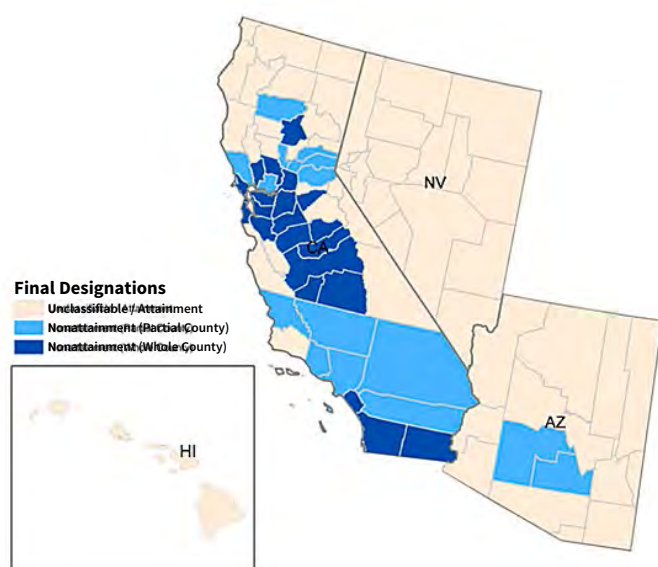 NV
CA
Final Designations
Unclassifiable / Attainment
Nonattainment (Partial County)
Nonattainment (Whole County)
AZ
HI